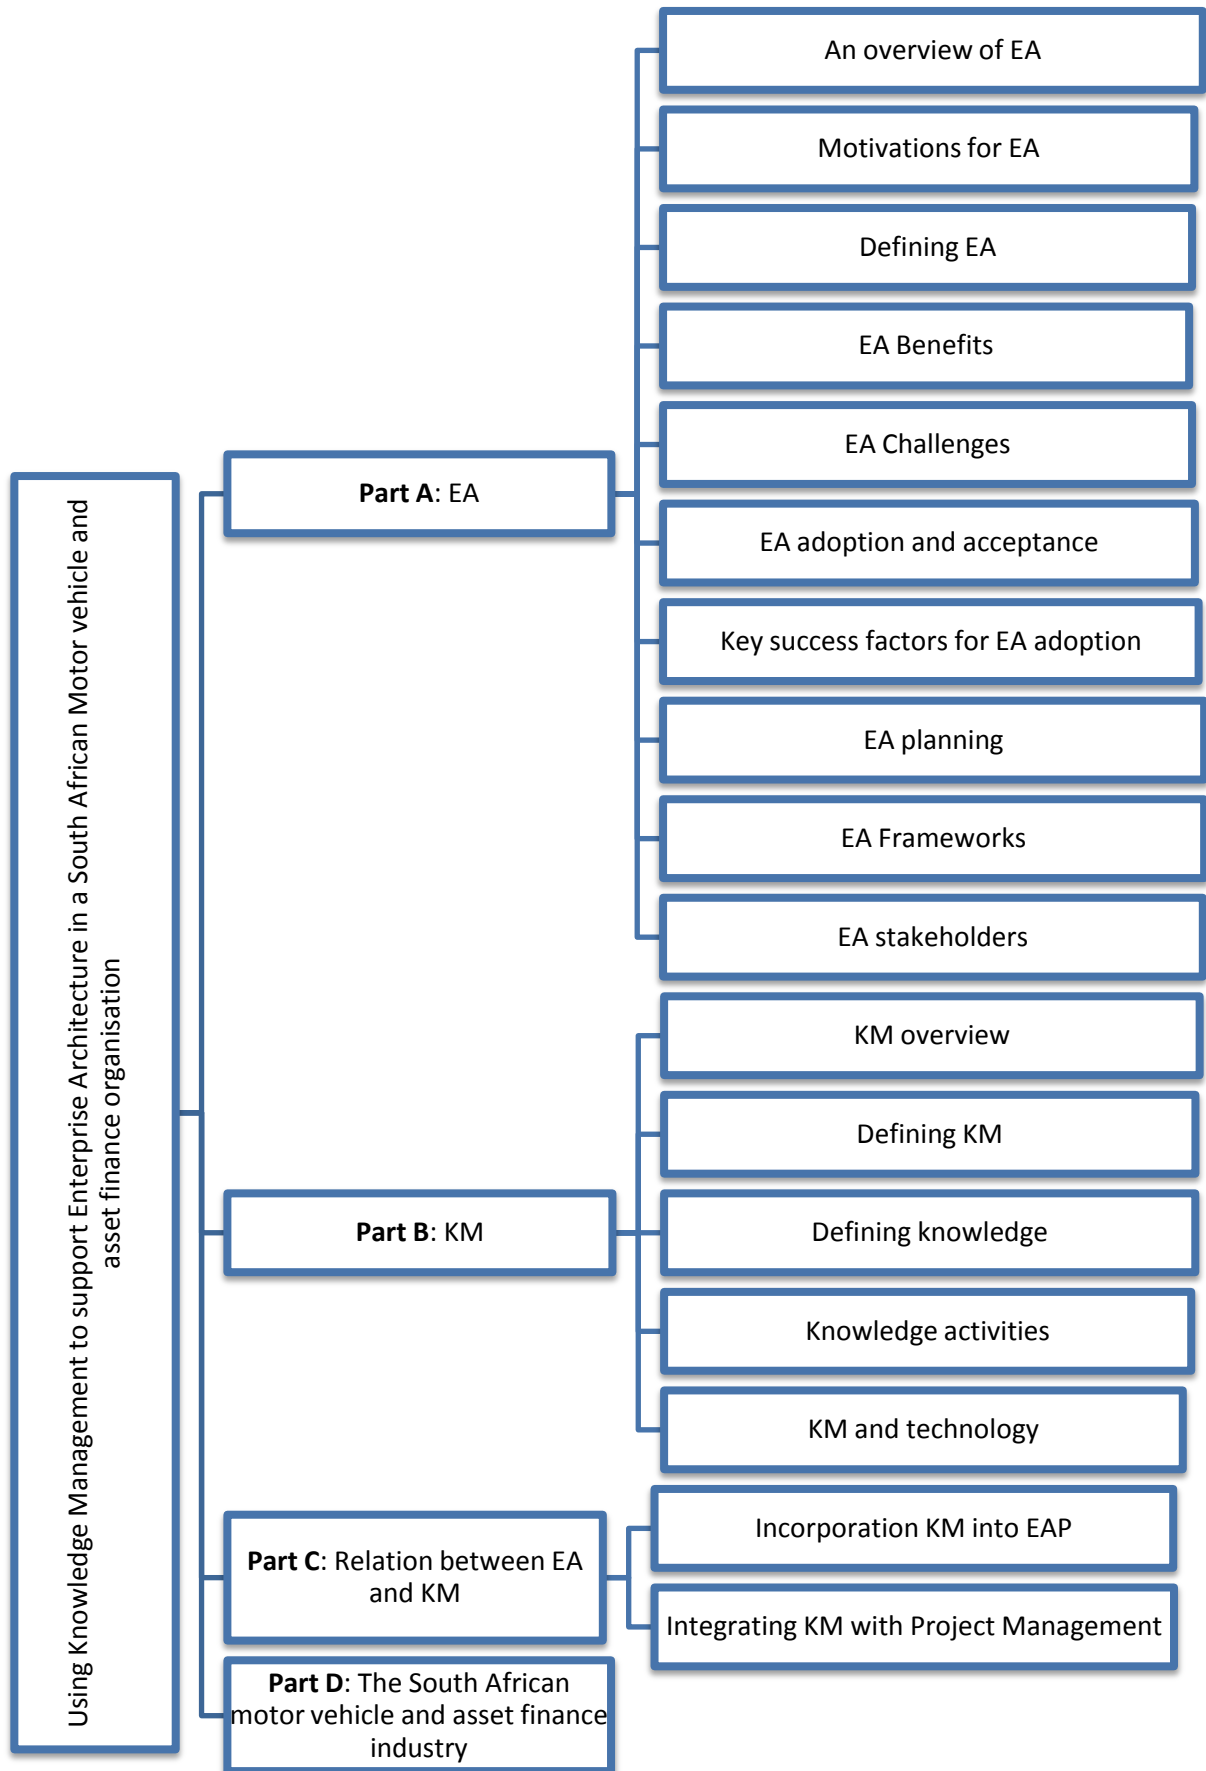 Using Knowledge Management to support Enterprise Architecture in a South African Motor vehicle and
asset finance organisation
Part A: EA
An overview of EA
Motivations for EA
Defining EA
EA Benefits
EA Challenges
EA adoption and acceptance
Key success factors for EA adoption
EA planning
EA Frameworks
EA stakeholders
Part B: KM
KM overview
Defining KM
Defining knowledge
Knowledge activities
KM and technology
Part C: Relation between EA
and KM
Incorporation KM into EAP
Integrating KM with Project Management
Part D: The South African
motor vehicle and asset finance
industry